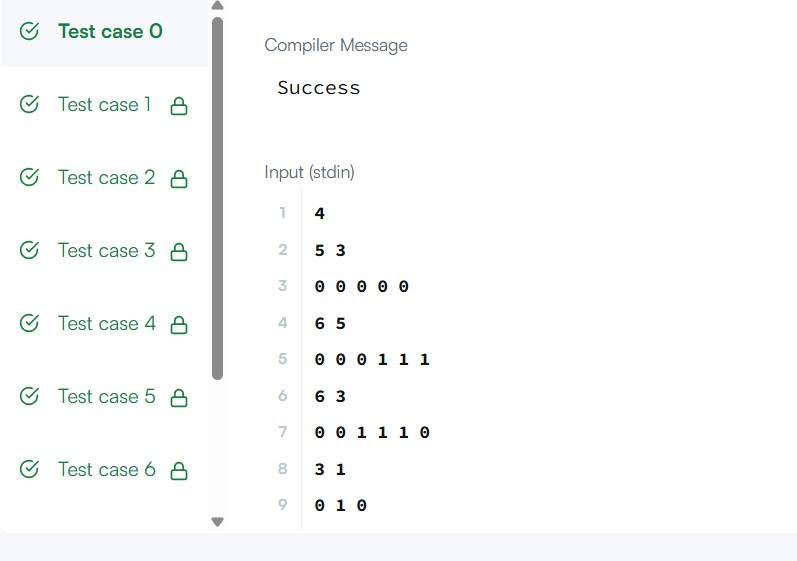 Test case 0
Test case 1
Test case 2
Test case 3
Test case 4
Test case 5
Test case 6
Compiler Message
Success
Input (stdin)
1 4
2 5 3
3 0 0 0 0 0
4 6 5
5 0 0 0 1 1 1
6 6 3
7 0 0 1 1 1 0
8 3 1
9 0 1 0